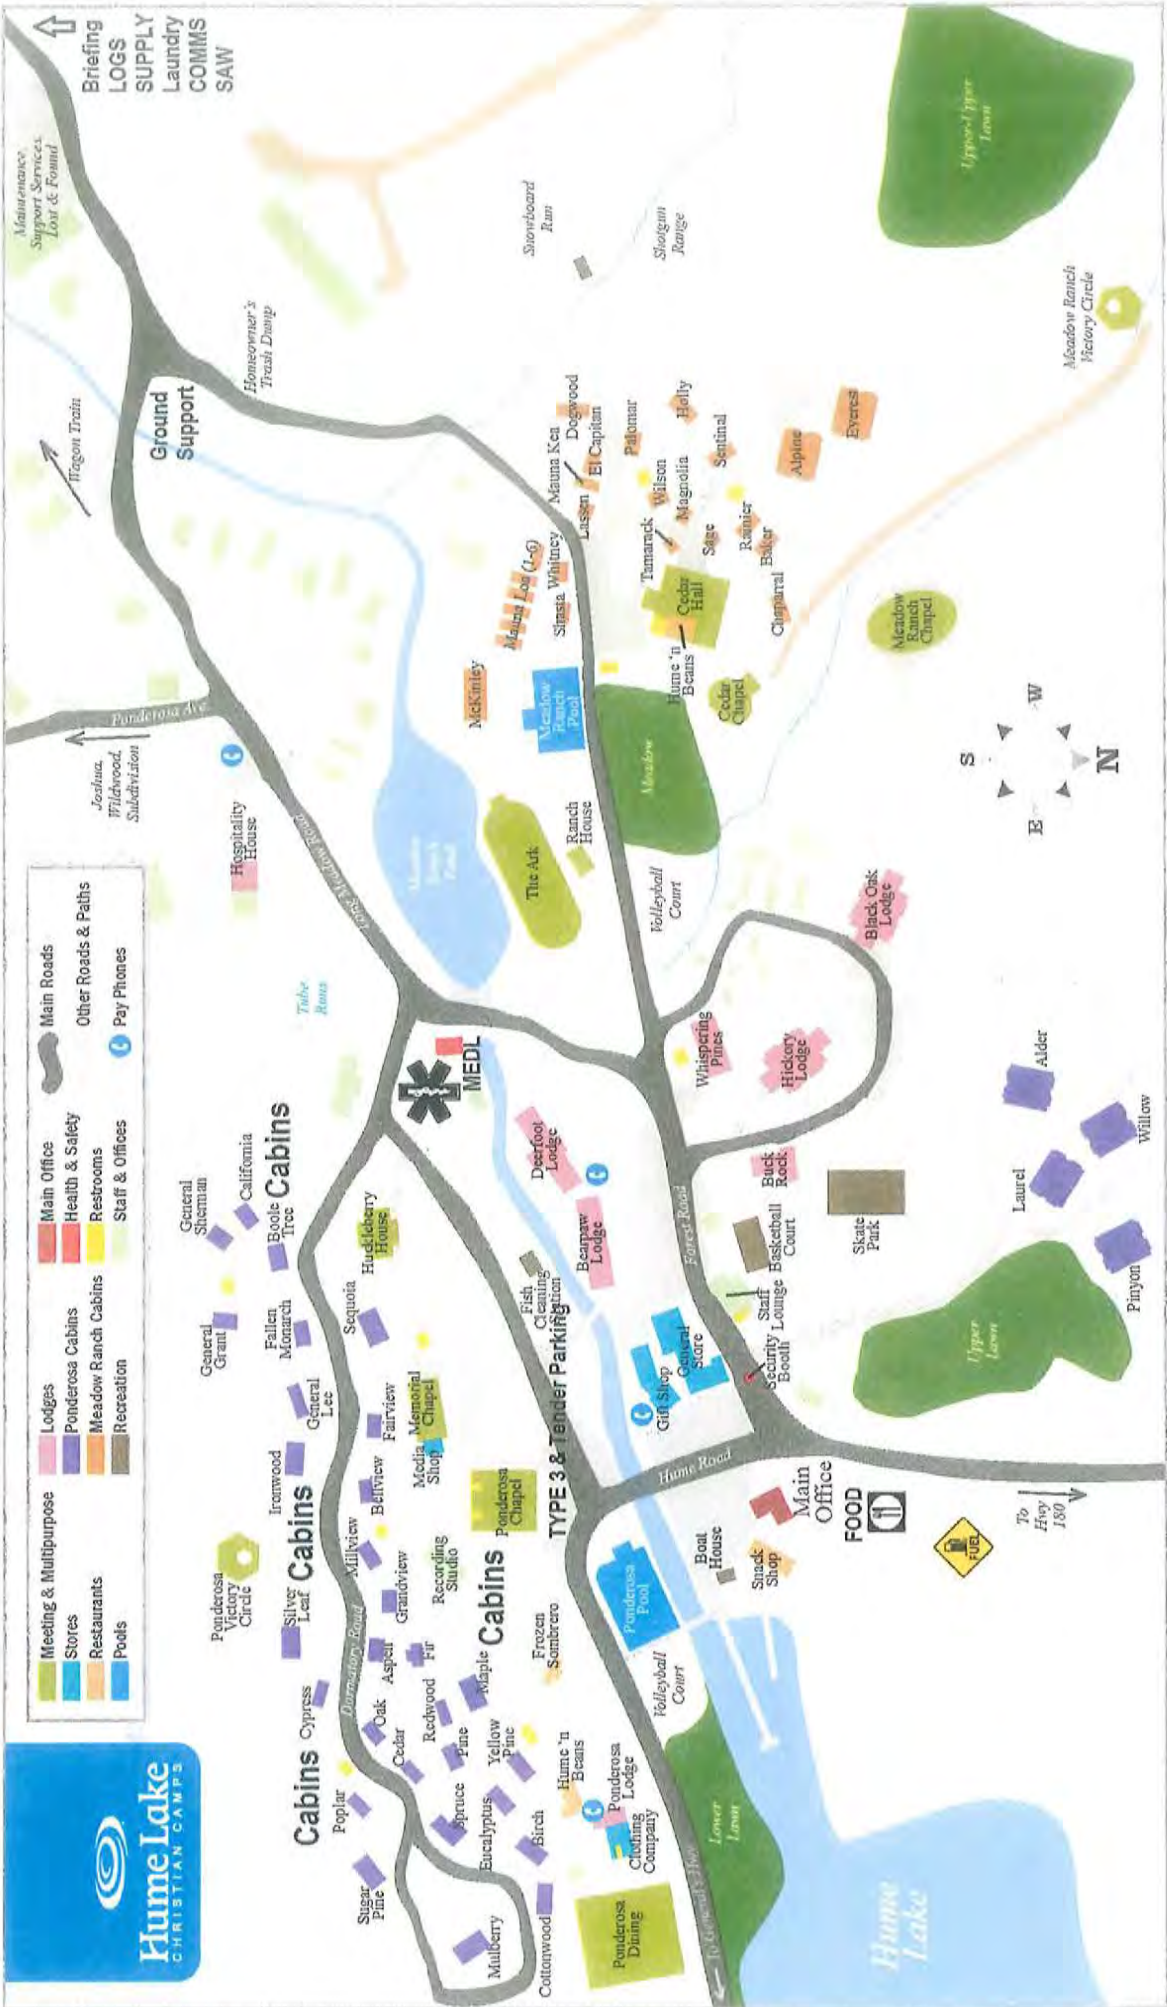 Hume Lake
CHRISTIAN CAMPS
Meeting & Multipurpose
Stores
Restaurants
Pools
Lodges
Ponderosa Cabins
Meadow Ranch Cabins
Recreation
Main Office
Health & Safety
Restrooms
Staff & Offices
Main Roads
Other Roads & Paths
Pay Phones
Joshua,
Wildwood,
Subdivision
Ponderosa Ave.
Wagon Train
Maintenance,
Support Services,
Lost & Found
Briefing
LOGS
SUPPLY
Laundry
COMMS
SAW
Ground
Support
Homeowner's
Trash Dump
Hospitality
House
Long Meadow Road
Tube
Runs
Ponderosa
Victory
Circle
General
Sherman
California
General
Grant
Boole
Tree
Cabins
Fallen
Monarch
General
Lee
Ironwood
Cabins
Silver
Leaf
Cypress
Cabins
Poplar
Sugar
Pine
Dormitory Road
Mulberry
Cottonwood
Sequoia
Huckleberry
House
Fairview
Bellview
Millview
Grandview
Aspen
Oak
Cedar
Fir
Redwood
Maple
Pine
Spruce
Yellow
Pine
Eucalyptus
Birch
Memorial
Chapel
Media
Shop
Recording
Studio
Ponderosa
Chapel
Cabins
Frozen
Sombrero
Hume 'n
Beans
Ponderosa
Lodge
Clothing
Company
Ponderosa
Dining
MEDL
TYPE 3 & Tender Parking
Fish
Cleaning
Station
Deerfoot
Lodge
Bearpaw
Lodge
General
Store
Gift Shop
Hume Road
Forest Road
Ponderosa
Pool
Volleyball
Court
Lower
Lawn
To General's Hwy
Hume
Lake
Boat
House
Snack
Shop
Main
Office
FOOD
FUEL
To
Hwy
180
Security
Booth
Staff
Lounge
Basketball
Court
Buck
Rock
Skate
Park
Upper
Lawn
Pinyon
Laurel
Willow
Alder
Whispering
Pines
Hickory
Lodge
Black Oak
Lodge
Volleyball
Court
The Ark
Ranch
House
Meadow
Meadow
Ranch
Pool
McKinley
Mauna Loa (1-6)
Shasta
Whitney
Lassen
Mauna Kea
El Capitan
Dogwood
Palomar
Holly
Wilson
Magnolia
Tamarack
Sentinal
Sage
Rainier
Baker
Chaparral
Alpine
Everest
Cedar
Hall
Hume 'n
Beans
Cedar
Chapel
Meadow
Ranch
Chapel
Meadow Ranch
Victory Circle
Snowboard
Run
Shotgun
Range
Upper-Upper
Lawn
S
W
E
N